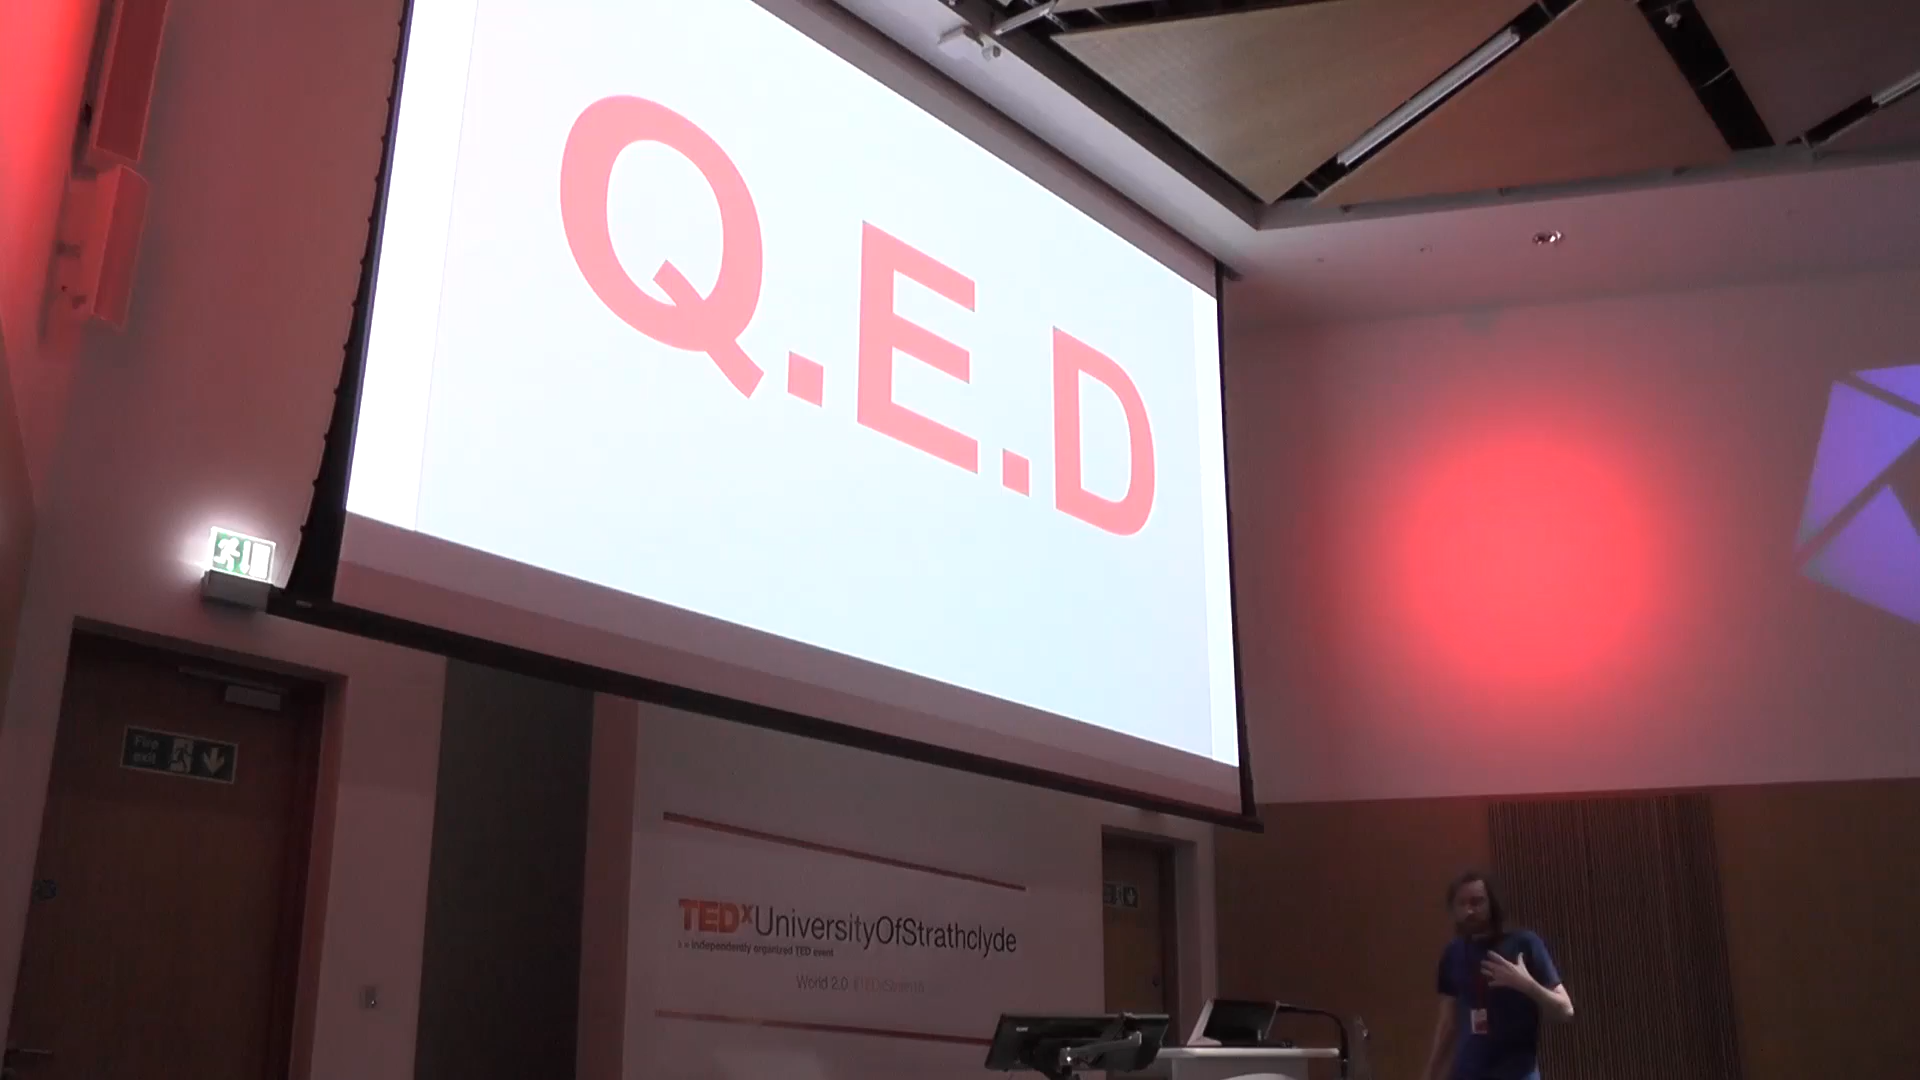 Q.E.D
Fire
exit
TEDxUniversityOfStrathclyde
x = independently organized TED event
World 2.0